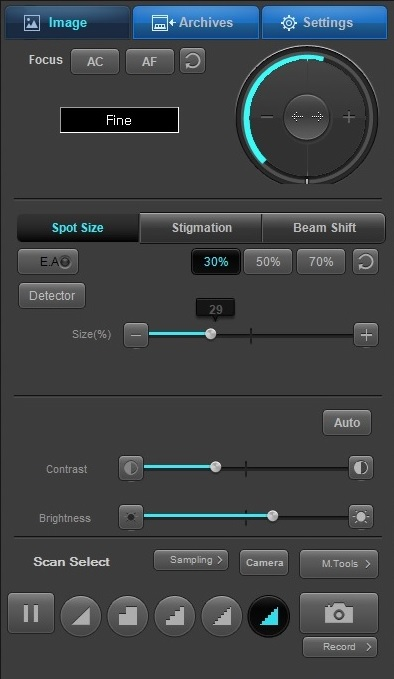 Image Archives Settings
Focus AC AF
Fine
Spot Size Stigmation Beam Shift
E.A 30% 50% 70%
Detector
29
Size(%)
Auto
Contrast
Brightness
Scan Select Sampling > Camera M.Tools >
Record >